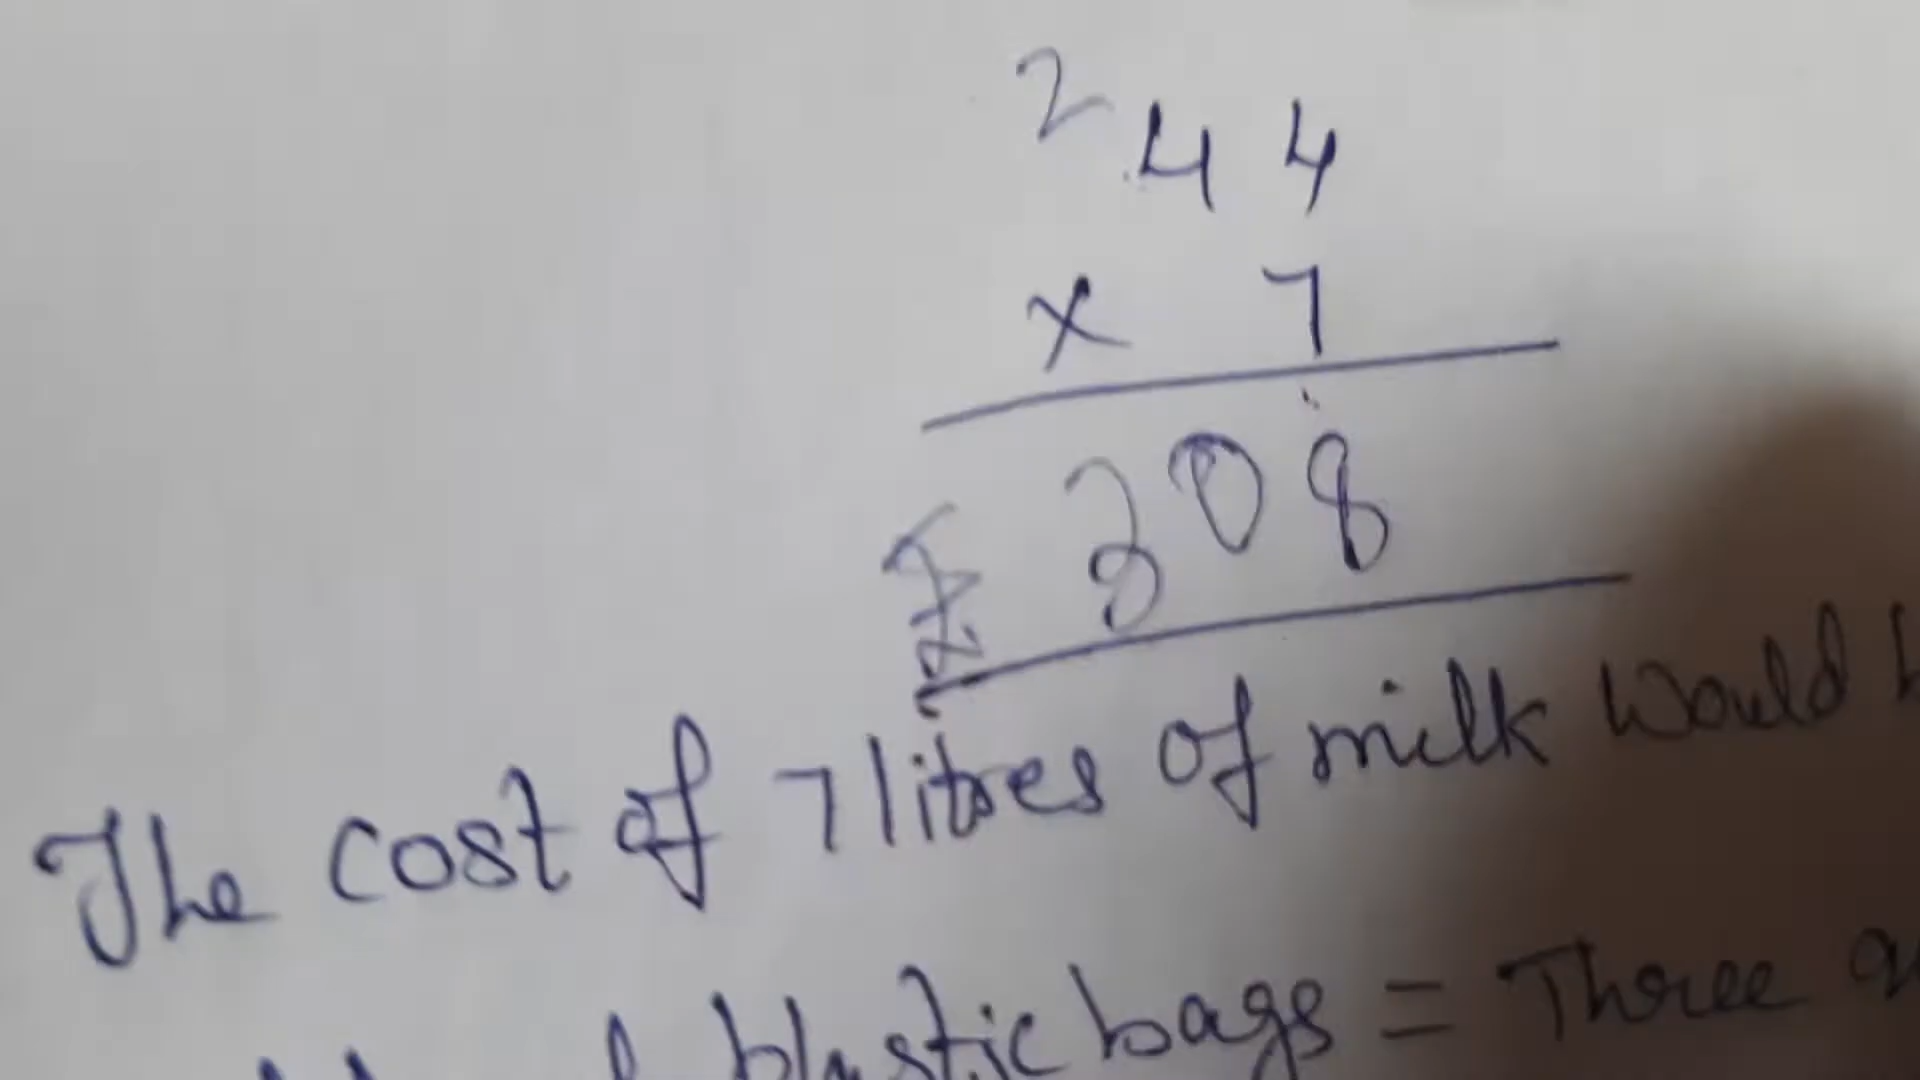 2
44
× 7
₹ 308
The cost of 7 litres of milk would
plastic bags = Three